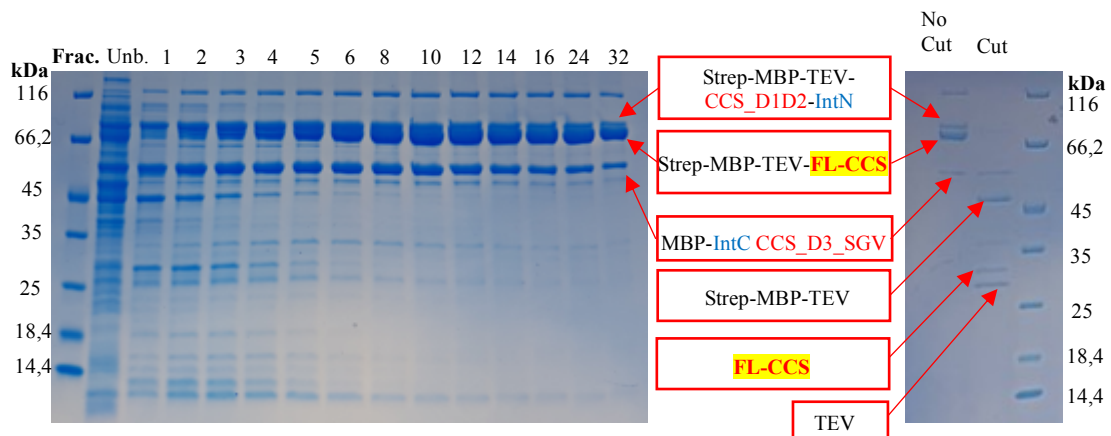 Frac. Unb. 1 2 3 4 5 6 8 10 12 14 16 24 32
kDa
116
66,2
45
35
25
18,4
14,4
Strep-MBP-TEV-
CCS_D1D2-IntN
Strep-MBP-TEV-FL-CCS
MBP-IntC CCS_D3_SGV
Strep-MBP-TEV
FL-CCS
TEV
No
Cut
Cut
kDa
116
66,2
45
35
25
18,4
14,4